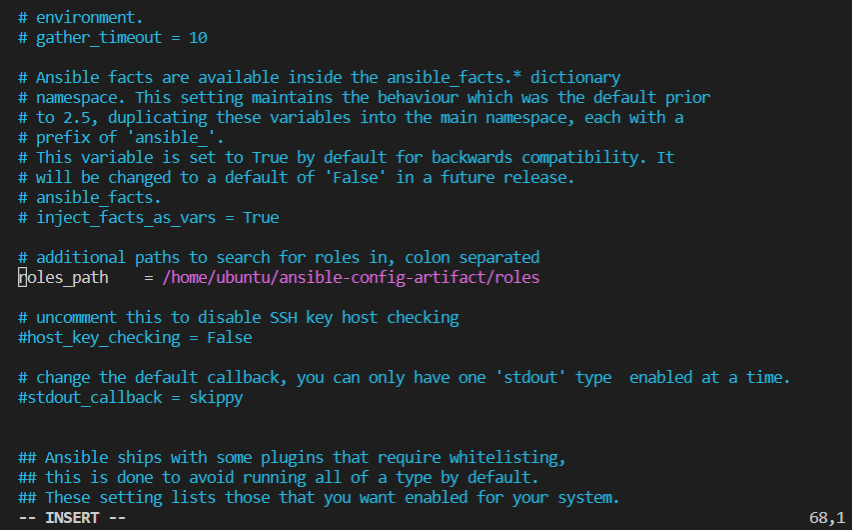 # environment.
# gather_timeout = 10

# Ansible facts are available inside the ansible_facts.* dictionary
# namespace. This setting maintains the behaviour which was the default prior
# to 2.5, duplicating these variables into the main namespace, each with a
# prefix of 'ansible_'.
# This variable is set to True by default for backwards compatibility. It
# will be changed to a default of 'False' in a future release.
# ansible_facts.
# inject_facts_as_vars = True

# additional paths to search for roles in, colon separated
roles_path    = /home/ubuntu/ansible-config-artifact/roles

# uncomment this to disable SSH key host checking
#host_key_checking = False

# change the default callback, you can only have one 'stdout' type  enabled at a time.
#stdout_callback = skippy


## Ansible ships with some plugins that require whitelisting,
## this is done to avoid running all of a type by default.
## These setting lists those that you want enabled for your system.
-- INSERT -- 68,1